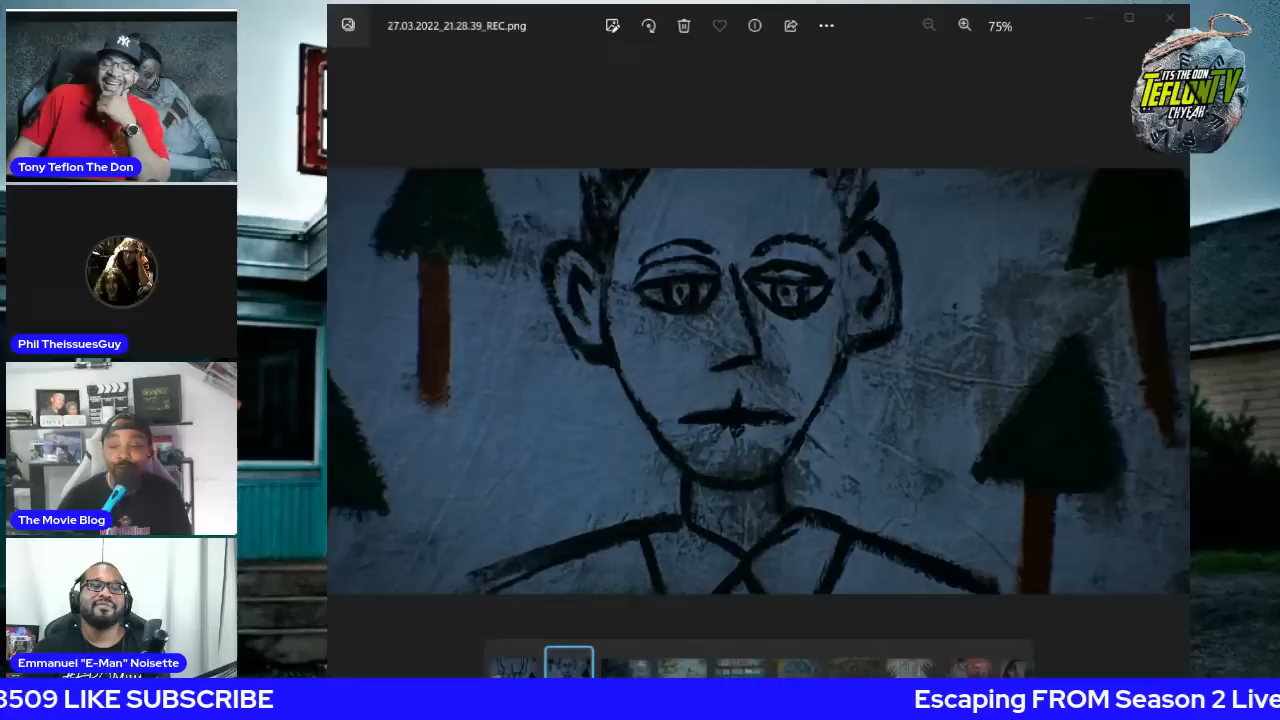 27.03.2022_21.28.39_REC.png
75%
ITS THE DON
TEFLONTV
CHYEAH
Tony Teflon The Don
Phil TheissuesGuy
The Movie Blog
Emmanuel "E-Man" Noisette
3509 LIKE SUBSCRIBE
Escaping FROM Season 2 Live